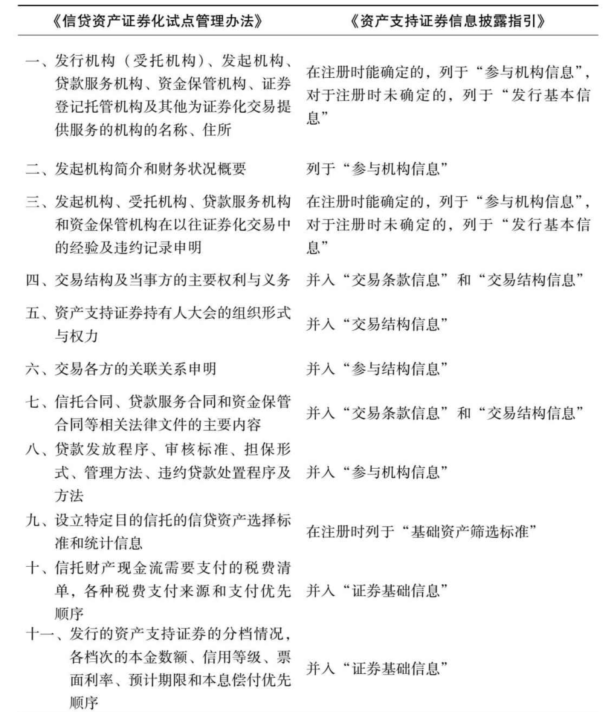 《信贷资产证券化试点管理办法》 《资产支持证券信息披露指引》
一、发行机构（受托机构）、发起机构、
贷款服务机构、资金保管机构、证券
登记托管机构及其他为证券化交易提
供服务的机构的名称、住所
在注册时能确定的，列于“参与机构信息”，
对于注册时未确定的，列于“发行基本信
息”
二、发起机构简介和财务状况概要
列于“参与机构信息”
三、发起机构、受托机构、贷款服务机构
和资金保管机构在以往证券化交易中
的经验及违约记录申明
在注册时能确定的，列于“参与机构信息”，
对于注册时未确定的，列于“发行基本信
息”
四、交易结构及当事方的主要权利与义务
并入“交易条款信息”和“交易结构信息”
五、资产支持证券持有人大会的组织形式
与权力
并入“交易结构信息”
六、交易各方的关联关系申明
并入“参与结构信息”
七、信托合同、贷款服务合同和资金保管
合同等相关法律文件的主要内容
并入“交易条款信息”和“交易结构信息”
八、贷款发放程序、审核标准、担保形
式、管理方法、违约贷款处置程序及
方法
并入“参与机构信息”
九、设立特定目的信托的信贷资产选择标
准和统计信息
在注册时列于“基础资产筛选标准”
十、信托财产现金流需要支付的税费清
单，各种税费支付来源和支付优先
顺序
并入“证券基础信息”
十一、发行的资产支持证券的分档情况，
各档次的本金数额、信用等级、票
面利率、预计期限和本息偿付优先
顺序
并入“证券基础信息”